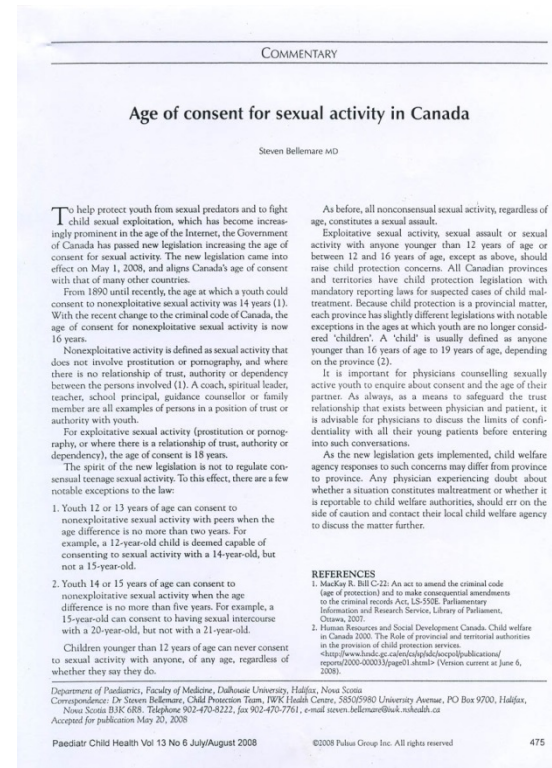 COMMENTARY
Age of consent for sexual activity in Canada
Steven Bellemare MD
To help protect youth from sexual predators and to fight
child sexual exploitation, which has become increas-
ingly prominent in the age of the Internet, the Government
of Canada has passed new legislation increasing the age of
consent for sexual activity. The new legislation came into
effect on May 1, 2008, and aligns Canada's age of consent
with that of many other countries.
From 1890 until recently, the age at which a youth could
consent to nonexploitative sexual activity was 14 years (1).
With the recent change to the criminal code of Canada, the
age of consent for nonexploitative sexual activity is now
16 years.
Nonexploitative activity is defined as sexual activity that
does not involve prostitution or pornography, and where
there is no relationship of trust, authority or dependency
between the persons involved (1). A coach, spiritual leader,
teacher, school principal, guidance counsellor or family
member are all examples of persons in a position of trust or
authority with youth.
For exploitative sexual activity (prostitution or pornog-
raphy, or where there is a relationship of trust, authority or
dependency), the age of consent is 18 years.
The spirit of the new legislation is not to regulate con-
sensual teenage sexual activity. To this effect, there are a few
notable exceptions to the law:
1. Youth 12 or 13 years of age can consent to
nonexploitative sexual activity with peers when the
age difference is no more than two years. For
example, a 12-year-old child is deemed capable of
consenting to sexual activity with a 14-year-old, but
not a 15-year-old.
2. Youth 14 or 15 years of age can consent to
nonexploitative sexual activity when the age
difference is no more than five years. For example, a
15-year-old can consent to having sexual intercourse
with a 20-year-old, but not with a 21-year-old.
Children younger than 12 years of age can never consent
to sexual activity with anyone, of any age, regardless of
whether they say they do.
As before, all nonconsensual sexual activity, regardless of
age, constitutes a sexual assault.
Exploitative sexual activity, sexual assault or sexual
activity with anyone younger than 12 years of age or
between 12 and 16 years of age, except as above, should
raise child protection concerns. All Canadian provinces
and territories have child protection legislation with
mandatory reporting laws for suspected cases of child mal-
treatment. Because child protection is a provincial matter,
each province has slightly different legislations with notable
exceptions in the ages at which youth are no longer consid-
ered 'children'. A 'child' is usually defined as anyone
younger than 16 years of age to 19 years of age, depending
on the province (2).
It is important for physicians counselling sexually
active youth to enquire about consent and the age of their
partner. As always, as a means to safeguard the trust
relationship that exists between physician and patient, it
is advisable for physicians to discuss the limits of confi-
dentiality with all their young patients before entering
into such conversations.
As the new legislation gets implemented, child welfare
agency responses to such concerns may differ from province
to province. Any physician experiencing doubt about
whether a situation constitutes maltreatment or whether it
is reportable to child welfare authorities, should err on the
side of caution and contact their local child welfare agency
to discuss the matter further.
REFERENCES
1. MacKay R. Bill C-22: An act to amend the criminal code
(age of protection) and to make consequential amendments
to the criminal records Act, LS-550E. Parliamentary
Information and Research Service, Library of Parliament,
Ottawa, 2007.
2. Human Resources and Social Development Canada. Child welfare
in Canada 2000. The Role of provincial and territorial authorities
in the provision of child protection services.
<http://www.hrsdc.gc.ca/en/cs/sp/sdc/socpol/publications/
reports/2000-000033/page01.shtml> (Version current at June 6,
2008).
Department of Paediatrics, Faculty of Medicine, Dalhousie University, Halifax, Nova Scotia
Correspondence: Dr Steven Bellemare, Child Protection Team, IWK Health Centre, 5850/5980 University Avenue, PO Box 9700, Halifax,
Nova Scotia B3K 6R8. Telephone 902-470-8222, fax 902-470-7761, e-mail steven.bellemare@iwk.nshealth.ca
Accepted for publication May 20, 2008
Paediatr Child Health Vol 13 No 6 July/August 2008
©2008 Pulsus Group Inc. All rights reserved
475